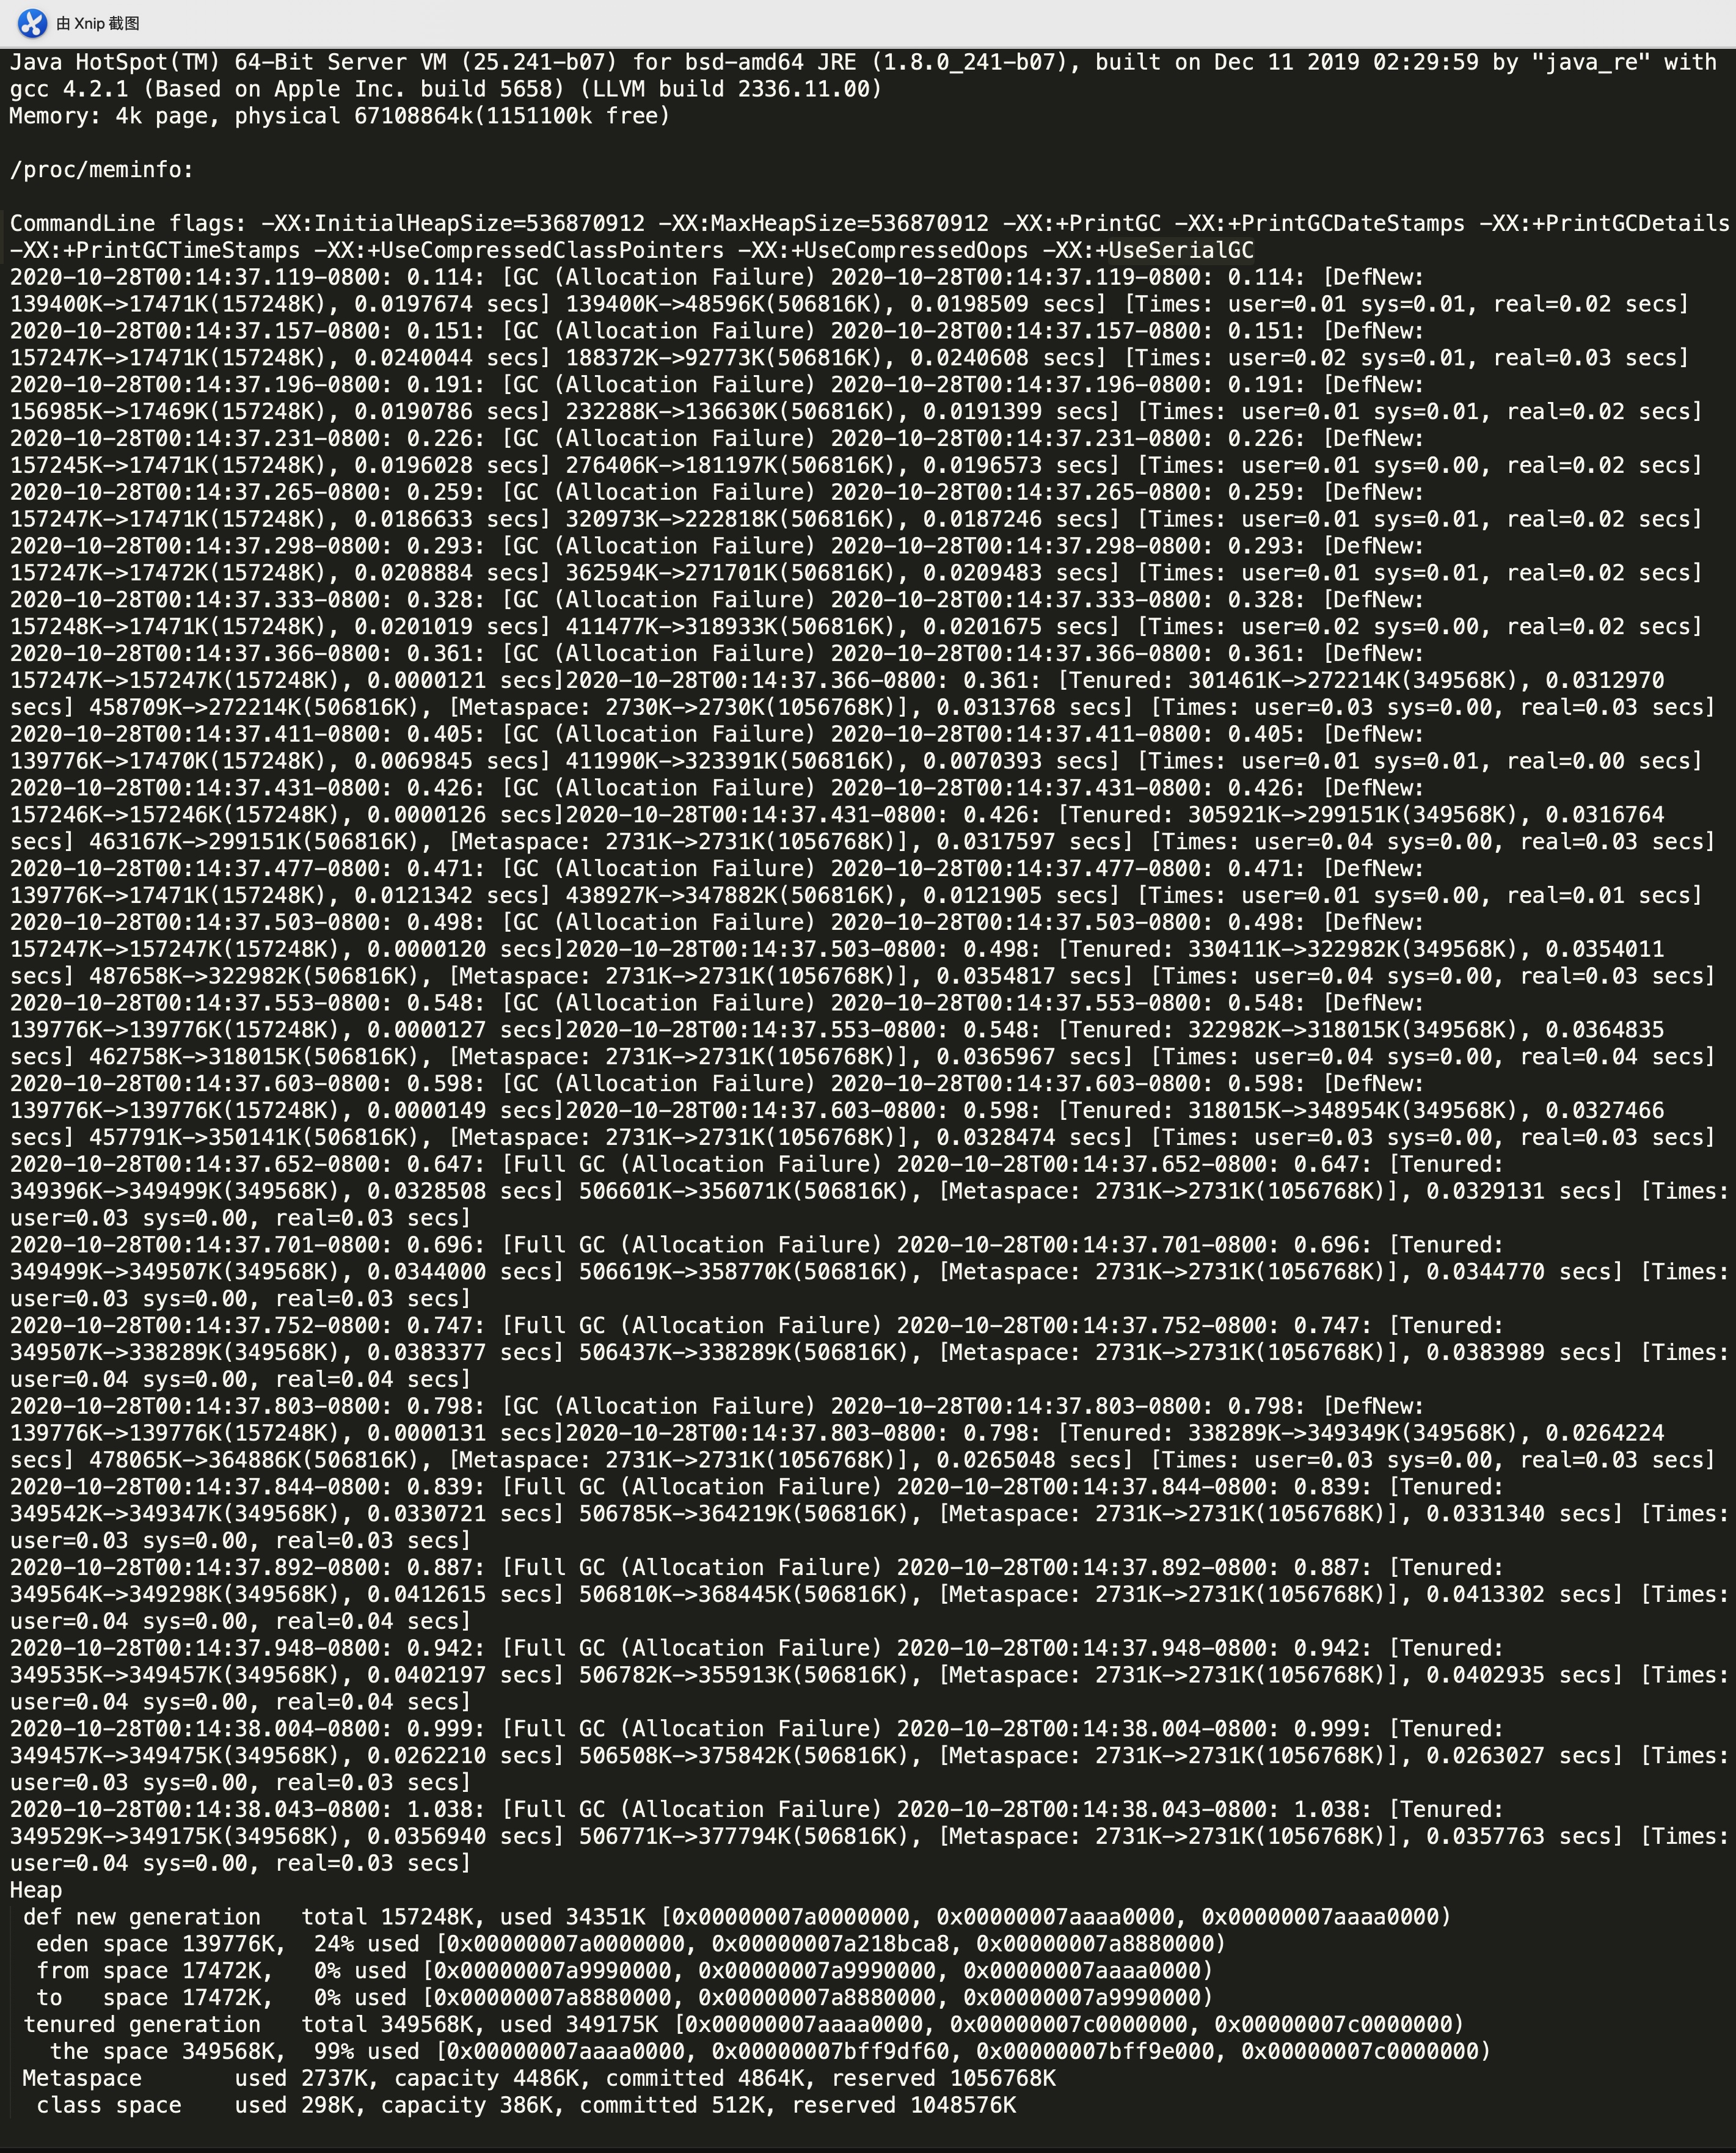 由 Xnip 截图
Java HotSpot(TM) 64-Bit Server VM (25.241-b07) for bsd-amd64 JRE (1.8.0_241-b07), built on Dec 11 2019 02:29:59 by "java_re" with
gcc 4.2.1 (Based on Apple Inc. build 5658) (LLVM build 2336.11.00)
Memory: 4k page, physical 67108864k(1151100k free)
/proc/meminfo:
CommandLine flags: -XX:InitialHeapSize=536870912 -XX:MaxHeapSize=536870912 -XX:+PrintGC -XX:+PrintGCDateStamps -XX:+PrintGCDetails
-XX:+PrintGCTimeStamps -XX:+UseCompressedClassPointers -XX:+UseCompressedOops -XX:+UseSerialGC
2020-10-28T00:14:37.119-0800: 0.114: [GC (Allocation Failure) 2020-10-28T00:14:37.119-0800: 0.114: [DefNew:
139400K->17471K(157248K), 0.0197674 secs] 139400K->48596K(506816K), 0.0198509 secs] [Times: user=0.01 sys=0.01, real=0.02 secs]
2020-10-28T00:14:37.157-0800: 0.151: [GC (Allocation Failure) 2020-10-28T00:14:37.157-0800: 0.151: [DefNew:
157247K->17471K(157248K), 0.0240044 secs] 188372K->92773K(506816K), 0.0240608 secs] [Times: user=0.02 sys=0.01, real=0.03 secs]
2020-10-28T00:14:37.196-0800: 0.191: [GC (Allocation Failure) 2020-10-28T00:14:37.196-0800: 0.191: [DefNew:
156985K->17469K(157248K), 0.0190786 secs] 232288K->136630K(506816K), 0.0191399 secs] [Times: user=0.01 sys=0.01, real=0.02 secs]
2020-10-28T00:14:37.231-0800: 0.226: [GC (Allocation Failure) 2020-10-28T00:14:37.231-0800: 0.226: [DefNew:
157245K->17471K(157248K), 0.0196028 secs] 276406K->181197K(506816K), 0.0196573 secs] [Times: user=0.01 sys=0.00, real=0.02 secs]
2020-10-28T00:14:37.265-0800: 0.259: [GC (Allocation Failure) 2020-10-28T00:14:37.265-0800: 0.259: [DefNew:
157247K->17471K(157248K), 0.0186633 secs] 320973K->222818K(506816K), 0.0187246 secs] [Times: user=0.01 sys=0.01, real=0.02 secs]
2020-10-28T00:14:37.298-0800: 0.293: [GC (Allocation Failure) 2020-10-28T00:14:37.298-0800: 0.293: [DefNew:
157247K->17472K(157248K), 0.0208884 secs] 362594K->271701K(506816K), 0.0209483 secs] [Times: user=0.01 sys=0.01, real=0.02 secs]
2020-10-28T00:14:37.333-0800: 0.328: [GC (Allocation Failure) 2020-10-28T00:14:37.333-0800: 0.328: [DefNew:
157248K->17471K(157248K), 0.0201019 secs] 411477K->318933K(506816K), 0.0201675 secs] [Times: user=0.02 sys=0.00, real=0.02 secs]
2020-10-28T00:14:37.366-0800: 0.361: [GC (Allocation Failure) 2020-10-28T00:14:37.366-0800: 0.361: [DefNew:
157247K->157247K(157248K), 0.0000121 secs]2020-10-28T00:14:37.366-0800: 0.361: [Tenured: 301461K->272214K(349568K), 0.0312970
secs] 458709K->272214K(506816K), [Metaspace: 2730K->2730K(1056768K)], 0.0313768 secs] [Times: user=0.03 sys=0.00, real=0.03 secs]
2020-10-28T00:14:37.411-0800: 0.405: [GC (Allocation Failure) 2020-10-28T00:14:37.411-0800: 0.405: [DefNew:
139776K->17470K(157248K), 0.0069845 secs] 411990K->323391K(506816K), 0.0070393 secs] [Times: user=0.01 sys=0.01, real=0.00 secs]
2020-10-28T00:14:37.431-0800: 0.426: [GC (Allocation Failure) 2020-10-28T00:14:37.431-0800: 0.426: [DefNew:
157246K->157246K(157248K), 0.0000126 secs]2020-10-28T00:14:37.431-0800: 0.426: [Tenured: 305921K->299151K(349568K), 0.0316764
secs] 463167K->299151K(506816K), [Metaspace: 2731K->2731K(1056768K)], 0.0317597 secs] [Times: user=0.04 sys=0.00, real=0.03 secs]
2020-10-28T00:14:37.477-0800: 0.471: [GC (Allocation Failure) 2020-10-28T00:14:37.477-0800: 0.471: [DefNew:
139776K->17471K(157248K), 0.0121342 secs] 438927K->347882K(506816K), 0.0121905 secs] [Times: user=0.01 sys=0.00, real=0.01 secs]
2020-10-28T00:14:37.503-0800: 0.498: [GC (Allocation Failure) 2020-10-28T00:14:37.503-0800: 0.498: [DefNew:
157247K->157247K(157248K), 0.0000120 secs]2020-10-28T00:14:37.503-0800: 0.498: [Tenured: 330411K->322982K(349568K), 0.0354011
secs] 487658K->322982K(506816K), [Metaspace: 2731K->2731K(1056768K)], 0.0354817 secs] [Times: user=0.04 sys=0.00, real=0.03 secs]
2020-10-28T00:14:37.553-0800: 0.548: [GC (Allocation Failure) 2020-10-28T00:14:37.553-0800: 0.548: [DefNew:
139776K->139776K(157248K), 0.0000127 secs]2020-10-28T00:14:37.553-0800: 0.548: [Tenured: 322982K->318015K(349568K), 0.0364835
secs] 462758K->318015K(506816K), [Metaspace: 2731K->2731K(1056768K)], 0.0365967 secs] [Times: user=0.04 sys=0.00, real=0.04 secs]
2020-10-28T00:14:37.603-0800: 0.598: [GC (Allocation Failure) 2020-10-28T00:14:37.603-0800: 0.598: [DefNew:
139776K->139776K(157248K), 0.0000149 secs]2020-10-28T00:14:37.603-0800: 0.598: [Tenured: 318015K->348954K(349568K), 0.0327466
secs] 457791K->350141K(506816K), [Metaspace: 2731K->2731K(1056768K)], 0.0328474 secs] [Times: user=0.03 sys=0.00, real=0.03 secs]
2020-10-28T00:14:37.652-0800: 0.647: [Full GC (Allocation Failure) 2020-10-28T00:14:37.652-0800: 0.647: [Tenured:
349396K->349499K(349568K), 0.0328508 secs] 506601K->356071K(506816K), [Metaspace: 2731K->2731K(1056768K)], 0.0329131 secs] [Times:
user=0.03 sys=0.00, real=0.03 secs]
2020-10-28T00:14:37.701-0800: 0.696: [Full GC (Allocation Failure) 2020-10-28T00:14:37.701-0800: 0.696: [Tenured:
349499K->349507K(349568K), 0.0344000 secs] 506619K->358770K(506816K), [Metaspace: 2731K->2731K(1056768K)], 0.0344770 secs] [Times:
user=0.03 sys=0.00, real=0.03 secs]
2020-10-28T00:14:37.752-0800: 0.747: [Full GC (Allocation Failure) 2020-10-28T00:14:37.752-0800: 0.747: [Tenured:
349507K->338289K(349568K), 0.0383377 secs] 506437K->338289K(506816K), [Metaspace: 2731K->2731K(1056768K)], 0.0383989 secs] [Times:
user=0.04 sys=0.00, real=0.04 secs]
2020-10-28T00:14:37.803-0800: 0.798: [GC (Allocation Failure) 2020-10-28T00:14:37.803-0800: 0.798: [DefNew:
139776K->139776K(157248K), 0.0000131 secs]2020-10-28T00:14:37.803-0800: 0.798: [Tenured: 338289K->349349K(349568K), 0.0264224
secs] 478065K->364886K(506816K), [Metaspace: 2731K->2731K(1056768K)], 0.0265048 secs] [Times: user=0.03 sys=0.00, real=0.03 secs]
2020-10-28T00:14:37.844-0800: 0.839: [Full GC (Allocation Failure) 2020-10-28T00:14:37.844-0800: 0.839: [Tenured:
349542K->349347K(349568K), 0.0330721 secs] 506785K->364219K(506816K), [Metaspace: 2731K->2731K(1056768K)], 0.0331340 secs] [Times:
user=0.03 sys=0.00, real=0.03 secs]
2020-10-28T00:14:37.892-0800: 0.887: [Full GC (Allocation Failure) 2020-10-28T00:14:37.892-0800: 0.887: [Tenured:
349564K->349298K(349568K), 0.0412615 secs] 506810K->368445K(506816K), [Metaspace: 2731K->2731K(1056768K)], 0.0413302 secs] [Times:
user=0.04 sys=0.00, real=0.04 secs]
2020-10-28T00:14:37.948-0800: 0.942: [Full GC (Allocation Failure) 2020-10-28T00:14:37.948-0800: 0.942: [Tenured:
349535K->349457K(349568K), 0.0402197 secs] 506782K->355913K(506816K), [Metaspace: 2731K->2731K(1056768K)], 0.0402935 secs] [Times:
user=0.04 sys=0.00, real=0.04 secs]
2020-10-28T00:14:38.004-0800: 0.999: [Full GC (Allocation Failure) 2020-10-28T00:14:38.004-0800: 0.999: [Tenured:
349457K->349475K(349568K), 0.0262210 secs] 506508K->375842K(506816K), [Metaspace: 2731K->2731K(1056768K)], 0.0263027 secs] [Times:
user=0.03 sys=0.00, real=0.03 secs]
2020-10-28T00:14:38.043-0800: 1.038: [Full GC (Allocation Failure) 2020-10-28T00:14:38.043-0800: 1.038: [Tenured:
349529K->349175K(349568K), 0.0356940 secs] 506771K->377794K(506816K), [Metaspace: 2731K->2731K(1056768K)], 0.0357763 secs] [Times:
user=0.04 sys=0.00, real=0.03 secs]
Heap
def new generation   total 157248K, used 34351K [0x00000007a0000000, 0x00000007aaaa0000, 0x00000007aaaa0000)
eden space 139776K,  24% used [0x00000007a0000000, 0x00000007a218bca8, 0x00000007a8880000)
from space 17472K,   0% used [0x00000007a9990000, 0x00000007a9990000, 0x00000007aaaa0000)
to   space 17472K,   0% used [0x00000007a8880000, 0x00000007a8880000, 0x00000007a9990000)
tenured generation   total 349568K, used 349175K [0x00000007aaaa0000, 0x00000007c0000000, 0x00000007c0000000)
the space 349568K,  99% used [0x00000007aaaa0000, 0x00000007bff9df60, 0x00000007bff9e000, 0x00000007c0000000)
Metaspace       used 2737K, capacity 4486K, committed 4864K, reserved 1056768K
class space    used 298K, capacity 386K, committed 512K, reserved 1048576K